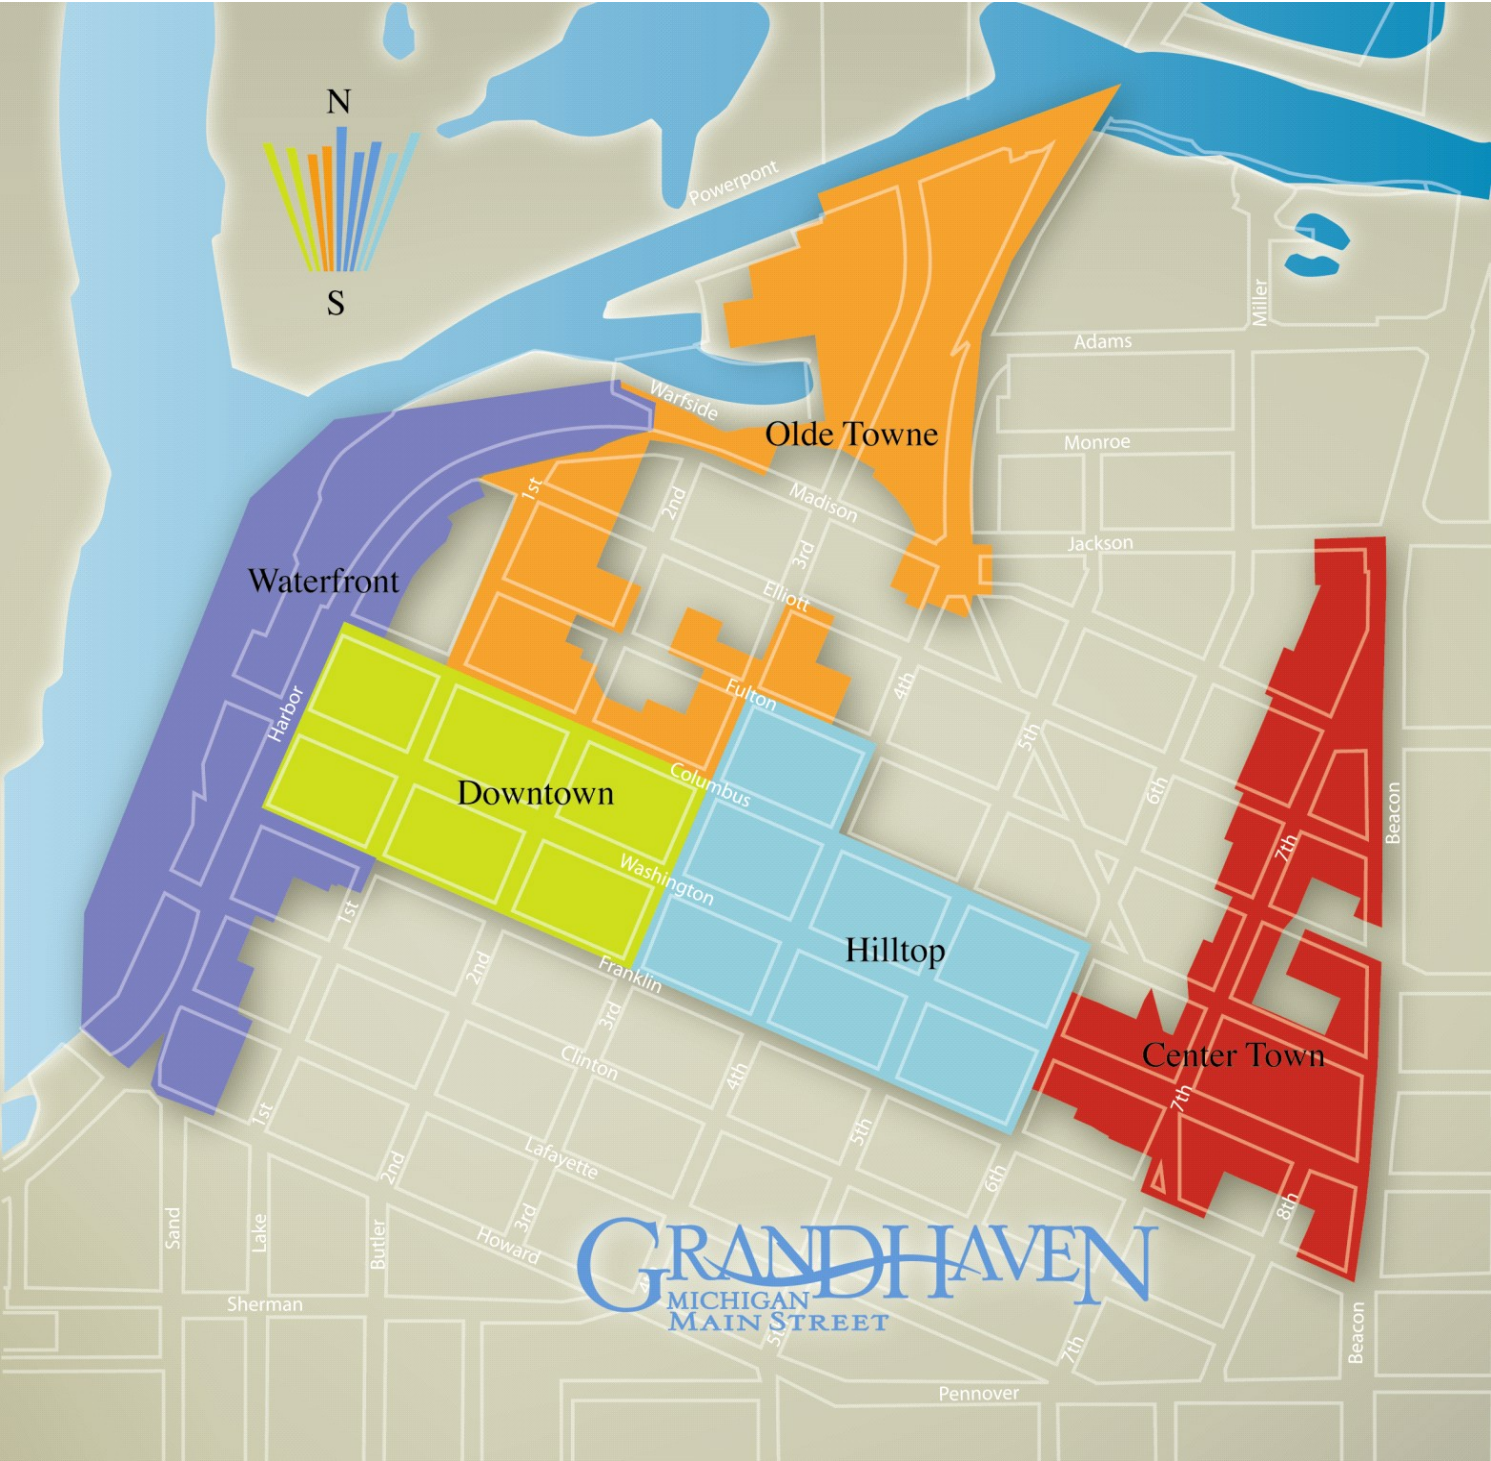 N
S
Powerpont
Miller
Adams
Warfside
Olde Towne
Monroe
1st
2nd
Madison
3rd
Jackson
Waterfront
Elliott
4th
Fulton
Harbor
5th
Columbus
6th
Downtown
Beacon
7th
Washington
1st
Hilltop
2nd
Franklin
3rd
Center Town
Clinton
4th
7th
1st
5th
Lafayette
2nd
6th
8th
3rd
Sand
Lake
Butler
Howard
GRANDHAVEN
MICHIGAN
MAIN STREET
Sherman
5th
7th
Beacon
Pennover